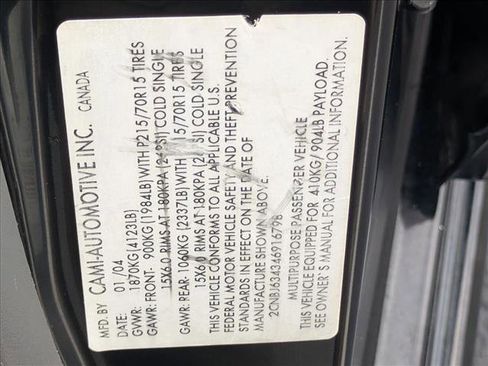 MFD. BY CAMI-AUTOMOTIVE INC.
DATE: 01/04 CANADA
GVWR: 1870KG(4123LB)
GAWR: FRONT- 900KG(1984LB)WITH P215/70R15 TIRES
15X6.0 RIMS AT 180KPA COLD SINGLE
GAWR: REAR- 1060KG (2337LB)WITH 15/70R15 TIRES
15X6.0 RIMS AT 180KPA COLD SINGLE
THIS VEHICLE CONFORMS TO ALL APPLICABLE U.S.
FEDERAL MOTOR VEHICLE SAFETY AND THEFT PREVENTION
STANDARDS IN EFFECT ON THE DATE OF
MANUFACTURE SHOWN ABOVE.
2CNBJ634346916798
MULTIPURPOSE PASSENGER VEHICLE
THIS VEHICLE EQUIPPED FOR 410KG/ 904LB PAYLOAD.
SEE OWNER'S MANUAL FOR ADDITIONAL INFORMATION.